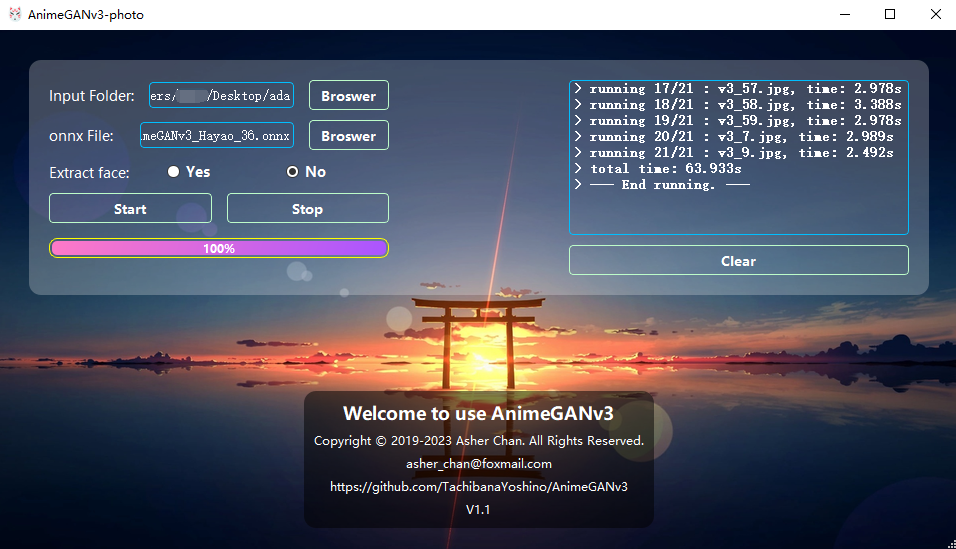 AnimeGANv3-photo
Input Folder: ers/ /Desktop/ada Broswer
onnx File: meGANv3_Hayao_36.onnx Broswer
Extract face: Yes No
Start Stop
100%
> running 17/21 : v3_57.jpg, time: 2.978s
> running 18/21 : v3_58.jpg, time: 3.388s
> running 19/21 : v3_59.jpg, time: 2.978s
> running 20/21 : v3_7.jpg, time: 2.989s
> running 21/21 : v3_9.jpg, time: 2.492s
> total time: 63.933s
> —— End running. ——
Clear
Welcome to use AnimeGANv3
Copyright © 2019-2023 Asher Chan. All Rights Reserved.
asher_chan@foxmail.com
https://github.com/TachibanaYoshino/AnimeGANv3
V1.1